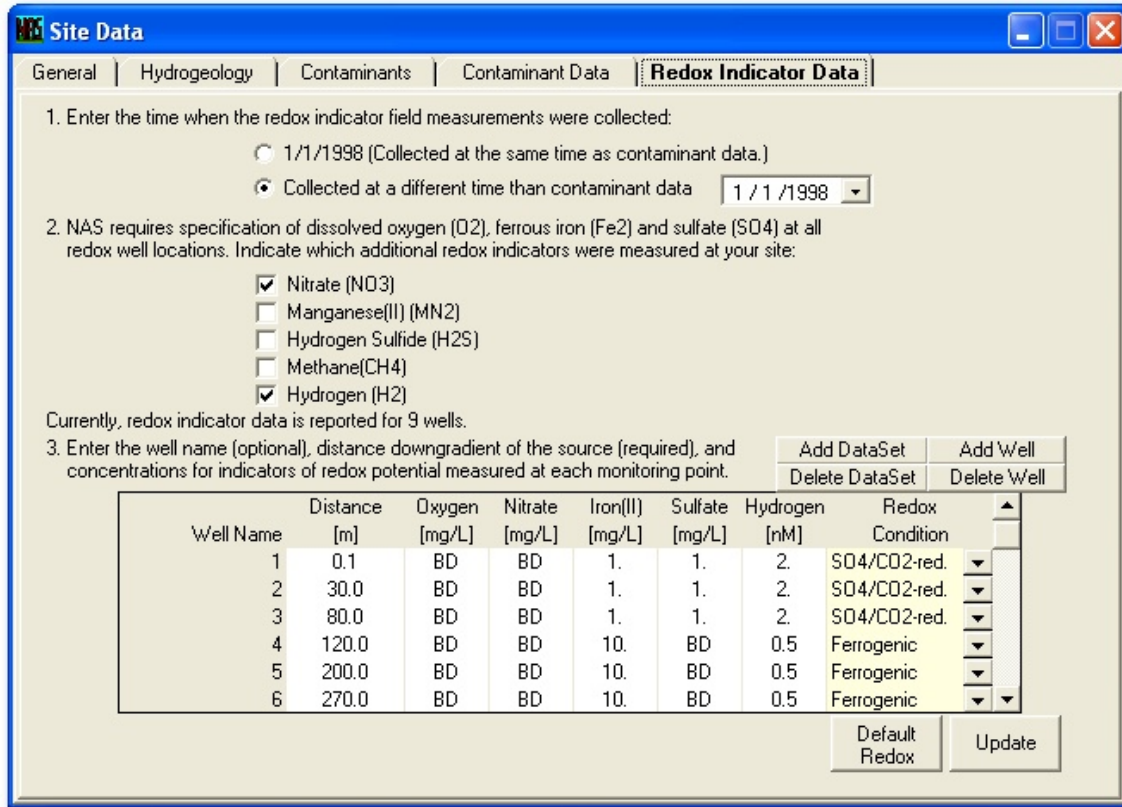 NAS Site Data
General Hydrogeology Contaminants Contaminant Data Redox Indicator Data
1. Enter the time when the redox indicator field measurements were collected:
1/1/1998 (Collected at the same time as contaminant data.)
Collected at a different time than contaminant data 1 / 1 /1998
2. NAS requires specification of dissolved oxygen (O2), ferrous iron (Fe2) and sulfate (SO4) at all
redox well locations. Indicate which additional redox indicators were measured at your site:
Nitrate (NO3)
Manganese(II) (MN2)
Hydrogen Sulfide (H2S)
Methane(CH4)
Hydrogen (H2)
Currently, redox indicator data is reported for 9 wells.
3. Enter the well name (optional), distance downgradient of the source (required), and
concentrations for indicators of redox potential measured at each monitoring point.
Add DataSet Add Well
Delete DataSet Delete Well
Distance Oxygen Nitrate Iron(II) Sulfate Hydrogen Redox
Well Name [m] [mg/L] [mg/L] [mg/L] [mg/L] [nM] Condition
1 0.1 BD BD 1. 1. 2. SO4/CO2-red.
2 30.0 BD BD 1. 1. 2. SO4/CO2-red.
3 80.0 BD BD 1. 1. 2. SO4/CO2-red.
4 120.0 BD BD 10. BD 0.5 Ferrogenic
5 200.0 BD BD 10. BD 0.5 Ferrogenic
6 270.0 BD BD 10. BD 0.5 Ferrogenic
Default
Redox
Update